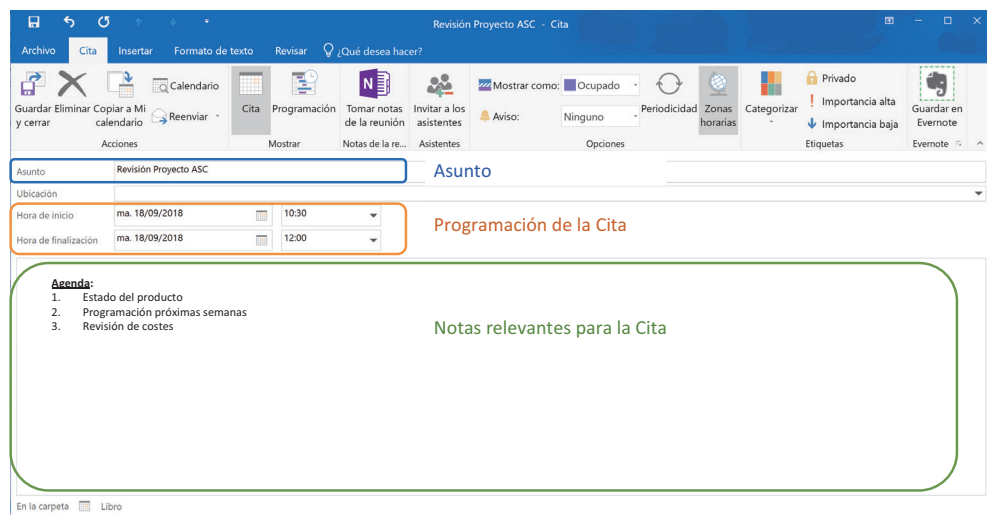 Revisión Proyecto ASC - Cita
Archivo Cita Insertar Formato de texto Revisar ¿Qué desea hacer?
Guardar y cerrar
Eliminar
Copiar a Mi calendario
Calendario
Reenviar
Acciones
Cita
Programación
Mostrar
Tomar notas de la reunión
Notas de la re...
Invitar a los asistentes
Asistentes
Mostrar como: Ocupado
Aviso: Ninguno
Periodicidad
Zonas horarias
Opciones
Categorizar
Privado
Importancia alta
Importancia baja
Etiquetas
Guardar en Evernote
Evernote
Asunto Revisión Proyecto ASC Asunto
Ubicación
Hora de inicio ma. 18/09/2018 10:30
Programación de la Cita
Hora de finalización ma. 18/09/2018 12:00
Agenda:
1. Estado del producto
2. Programación próximas semanas
3. Revisión de costes
Notas relevantes para la Cita
En la carpeta Libro